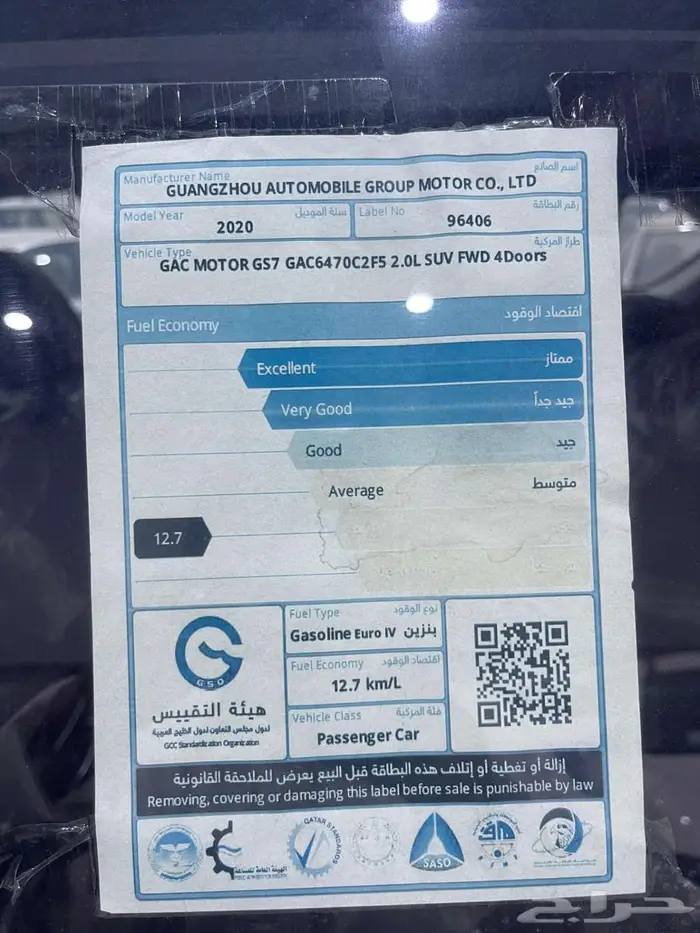 Manufacturer Name اسم الصانع
GUANGZHOU AUTOMOBILE GROUP MOTOR CO., LTD
Model Year سنة الموديل
2020
Label No رقم البطاقة
96406
Vehicle Type طراز المركبة
GAC MOTOR GS7 GAC6470C2F5 2.0L SUV FWD 4Doors
Fuel Economy اقتصاد الوقود
Excellent ممتاز
Very Good جيد جداً
Good جيد
Average متوسط
12.7
GSO
هيئة التقييس
لدول مجلس التعاون لدول الخليج العربية
GCC Standardization Organization
Fuel Type نوع الوقود
Gasoline Euro IV بنزين
Fuel Economy اقتصاد الوقود
12.7 km/L
Vehicle Class فئة المركبة
Passenger Car
إزالة أو تغطية أو إتلاف هذه البطاقة قبل البيع يعرض للملاحقة القانونية
Removing, covering or damaging this label before sale is punishable by law
الهيئة العامة للصناعة
QATAR STANDARDS
SASO
حراج